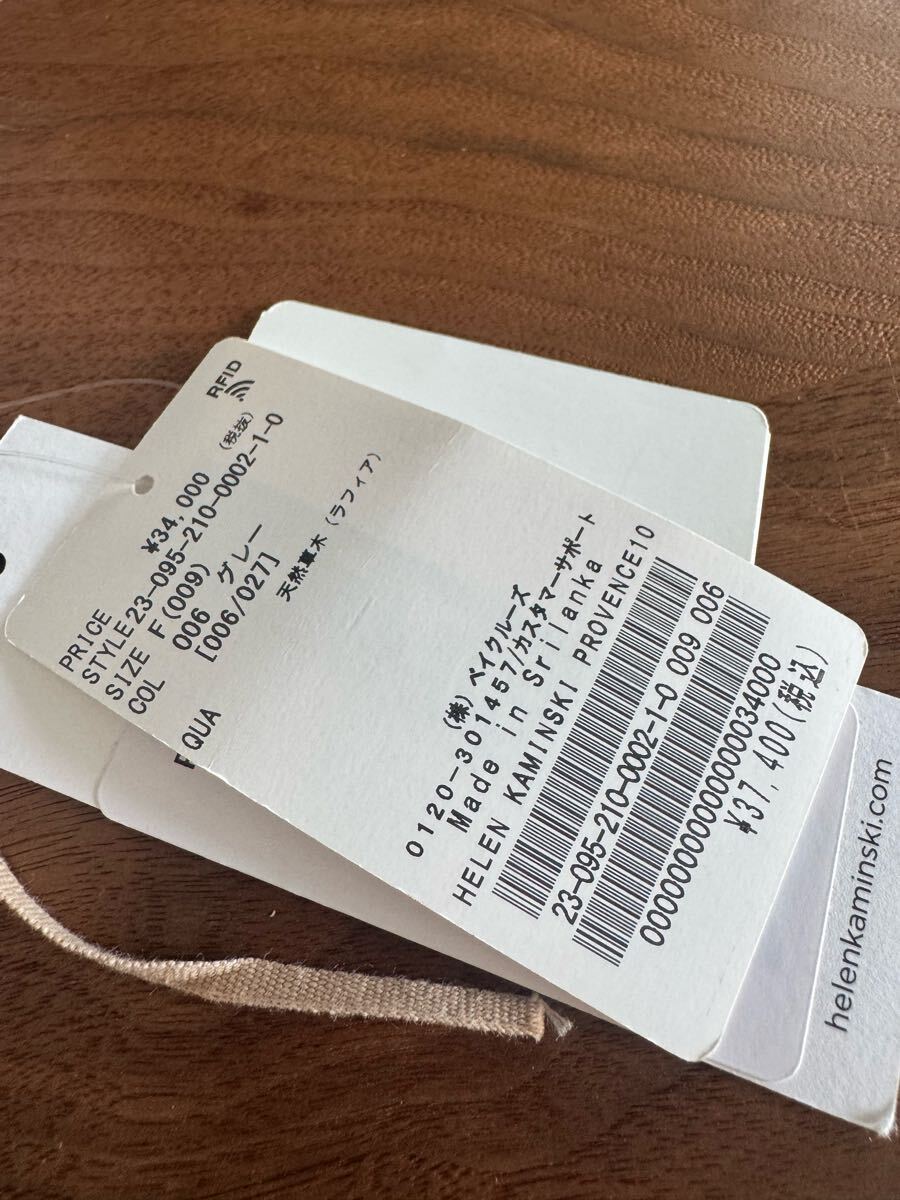 RFID
PRICE ¥34,000 (税抜)
STYLE 23-095-210-0002-1-0
SIZE F(009)
COL 006 グレー
[006/027]
EQUA
天然草木(ラフィア)
(株) ベイクルーズ
0120-301457/カスタマーサポート
Made in Srilanka
HELEN KAMINSKI PROVENCE10
23-095-210-0002-1-0 009 006
¥37,400(税込)
helenkaminski.com